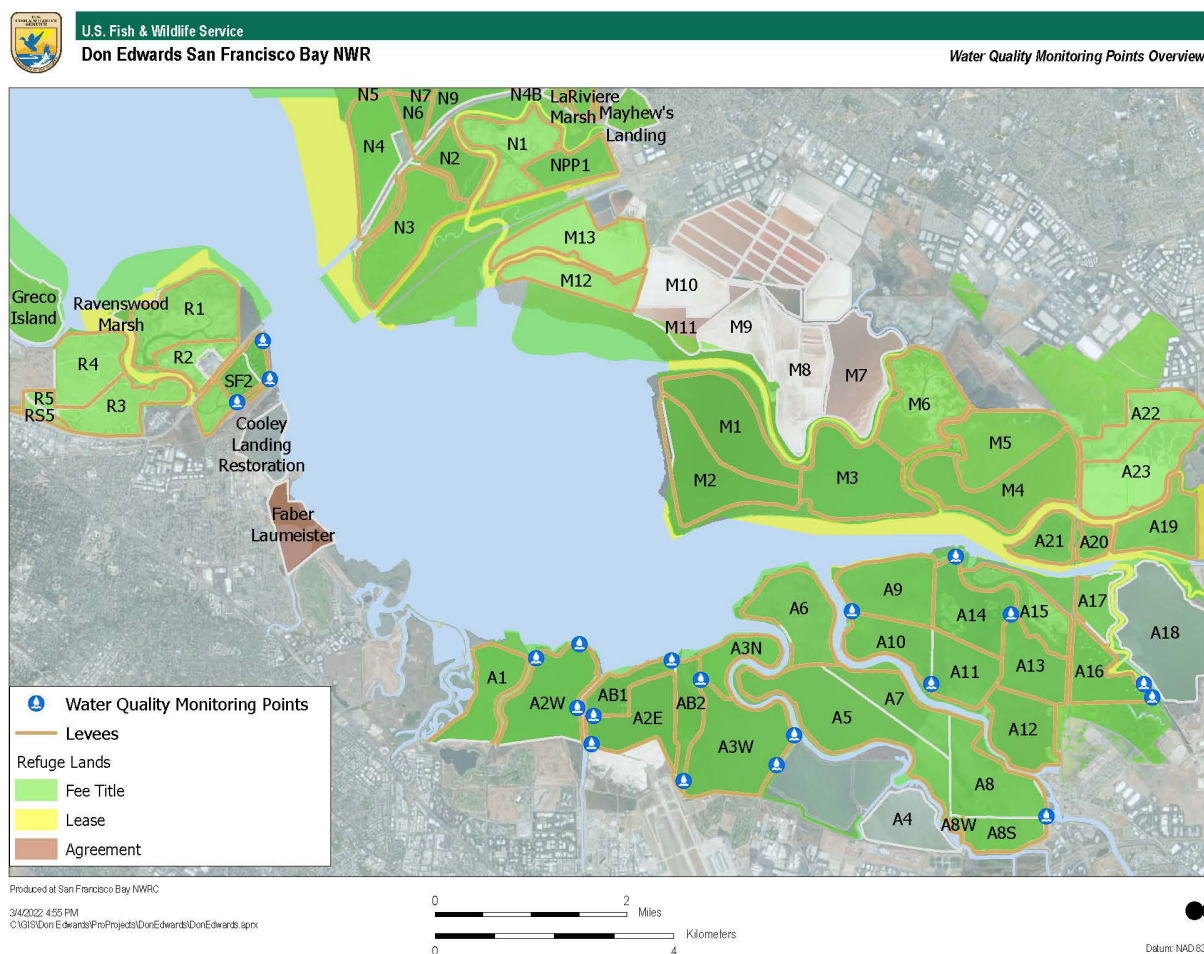 U.S.
FISH & WILDLIFE
SERVICE
U.S. Fish & Wildlife Service
Don Edwards San Francisco Bay NWR
Water Quality Monitoring Points Overview
N5
N7
N9
N6
N4B
LaRiviere
Marsh
Mayhew's
Landing
N4
N2
N1
NPP1
N3
M13
M12
M10
M11
M9
M8
M7
Greco
Island
Ravenswood
Marsh
R1
R2
R4
R5
RS5
R3
SF2
Cooley
Landing
Restoration
Faber
Laumeister
M1
M2
M3
M6
M5
M4
A22
A23
A19
A21
A20
A6
A9
A10
A14
A15
A17
A18
A11
A13
A16
A12
A1
A2W
AB1
A2E
AB2
A3N
A3W
A5
A7
A8
A4
A8W
A8S
Water Quality Monitoring Points
Levees
Refuge Lands
Fee Title
Lease
Agreement
Produced at San Francisco Bay NWRC
3/4/2022 4:55 PM
C:\GIS\Don Edwards\ProProjects\DonEdwards\DonEdwards.aprx
0 2
Miles
Kilometers
0 4
Datum: NAD 83